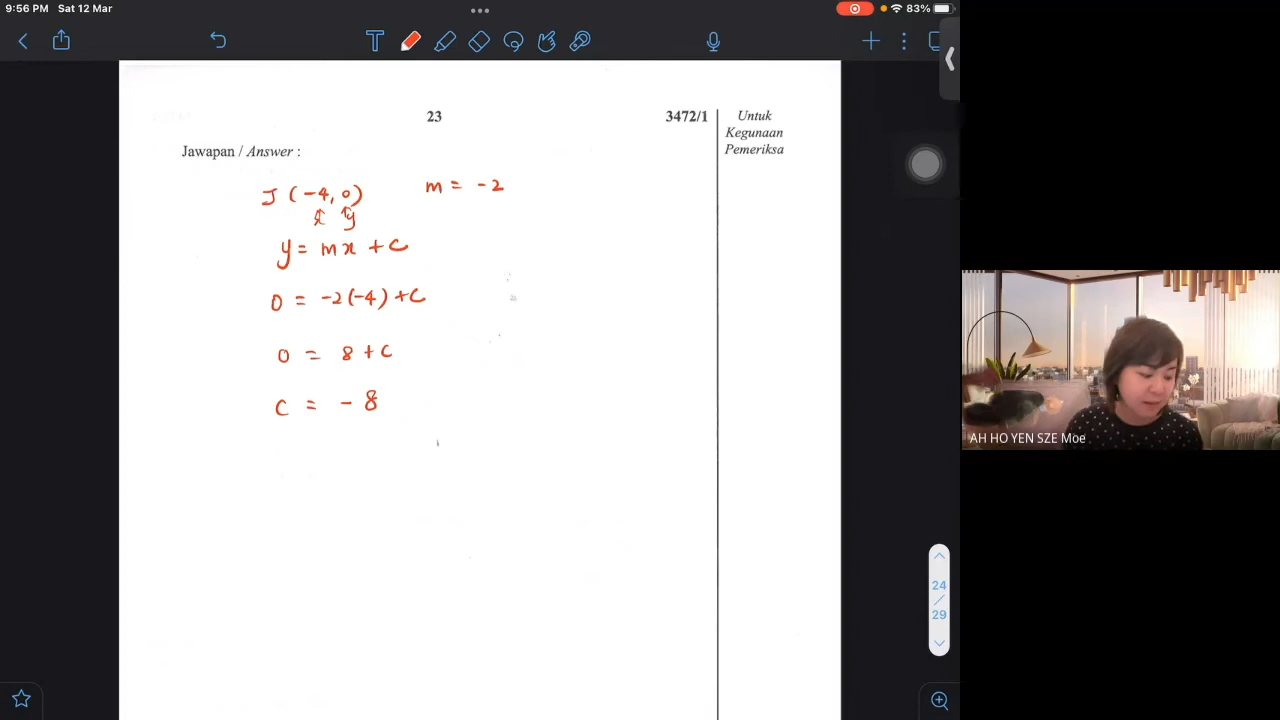 9:56 PM Sat 12 Mar
83%
23
3472/1
Untuk
Kegunaan
Pemeriksa
Jawapan / Answer :
J (-4, 0)
m = -2
x y
y = mx + c
0 = -2(-4) + c
0 = 8 + c
c = -8
AH HO YEN SZE Moe
24
/
29